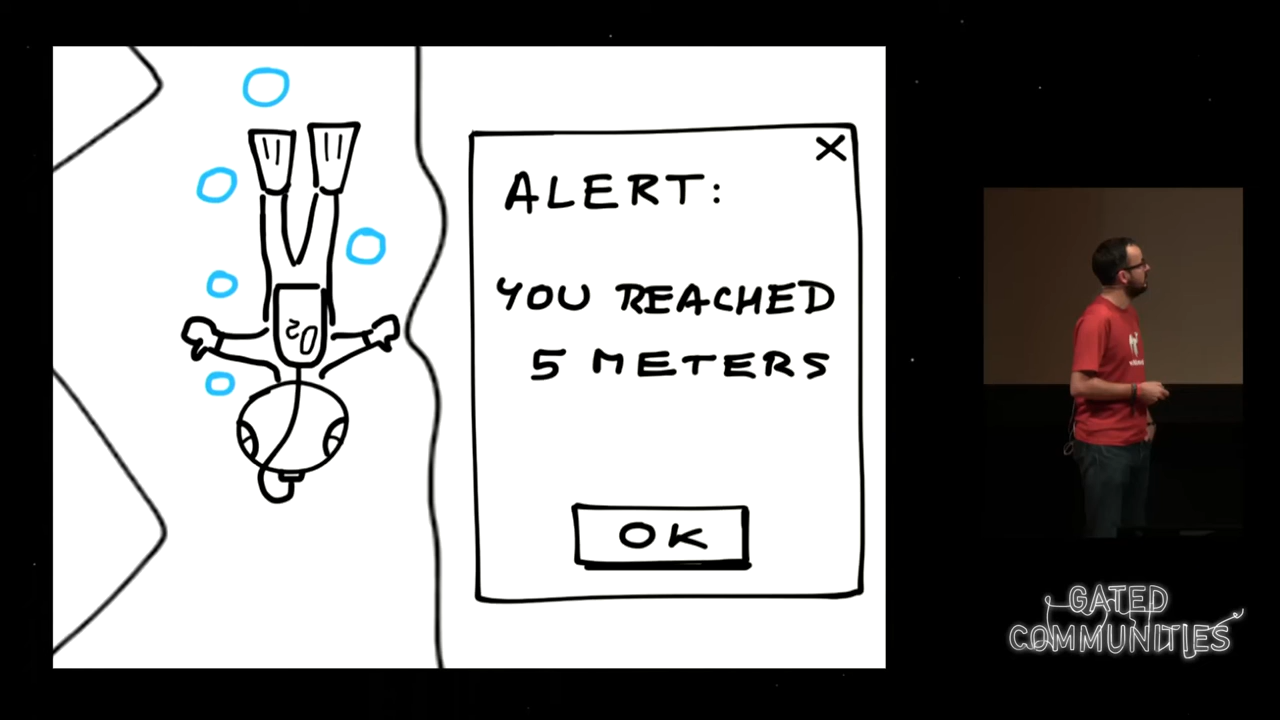 O2
ALERT:
YOU REACHED
5 METERS
OK
GATED
COMMUNITIES